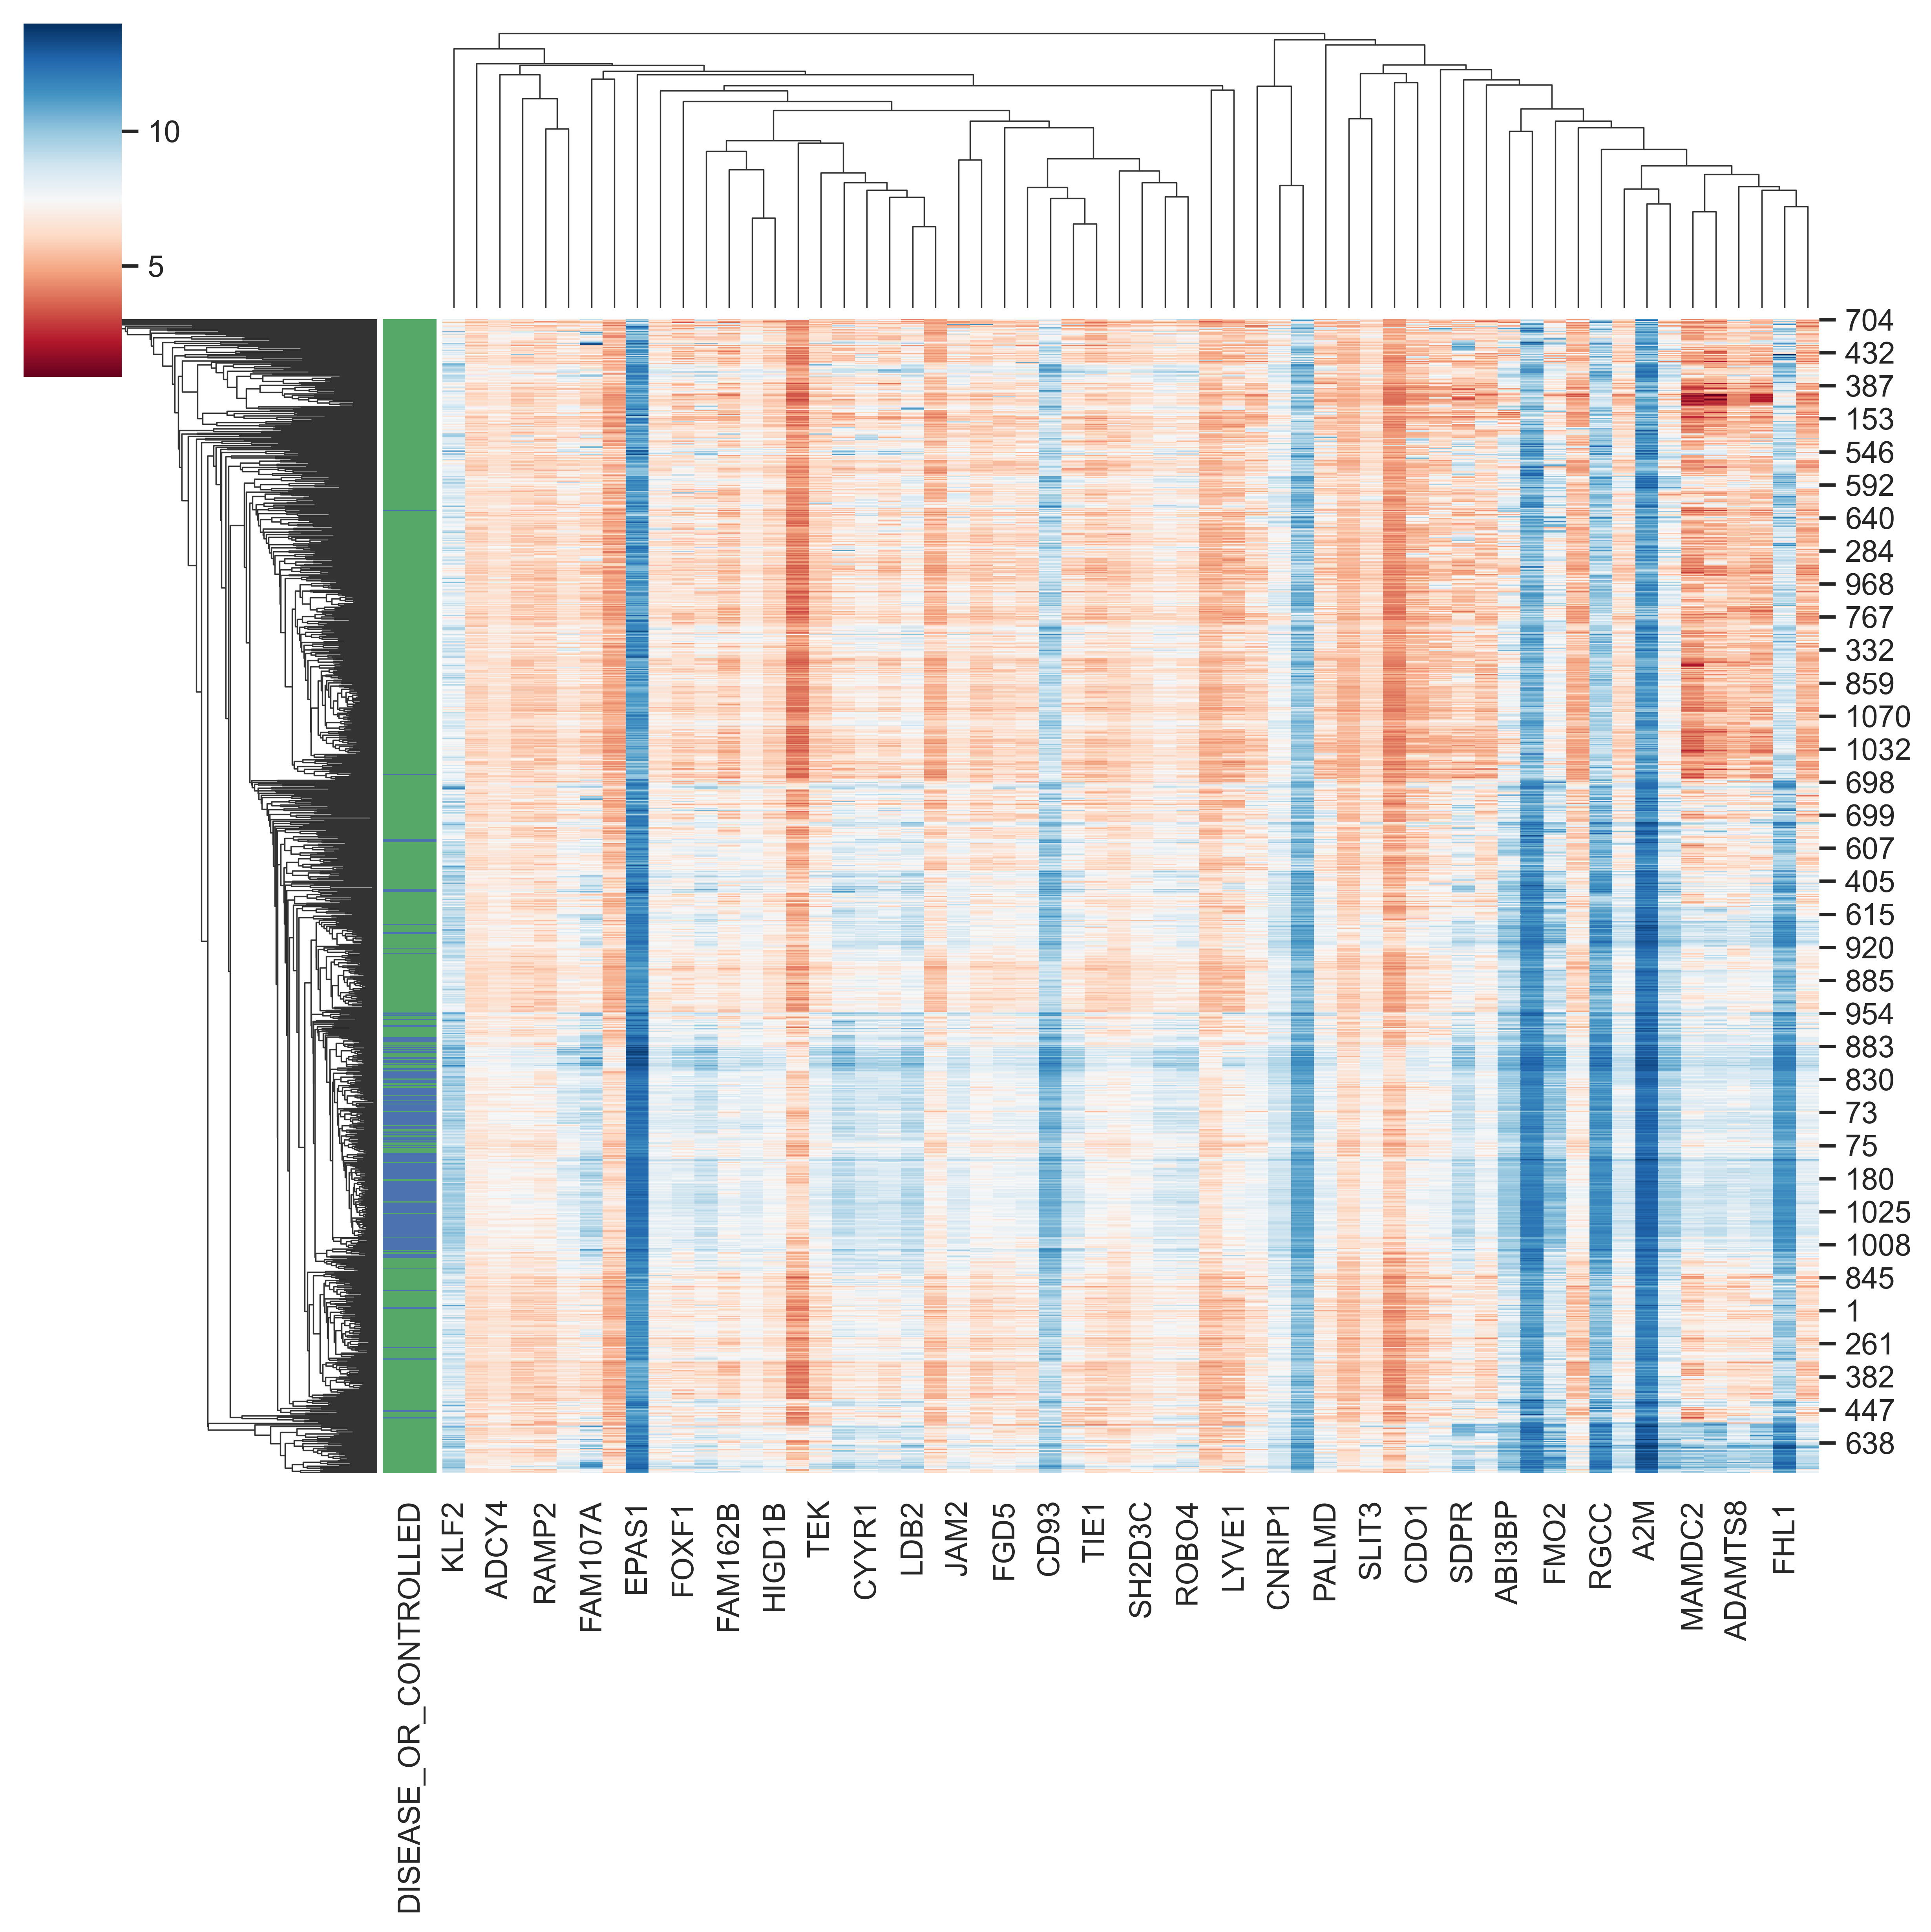 10
5
704
432
387
153
546
592
640
284
968
767
332
859
1070
1032
698
699
607
405
615
920
885
954
883
830
73
75
180
1025
1008
845
1
261
382
447
638
DISEASE_OR_CONTROLLED
KLF2
ADCY4
RAMP2
FAM107A
EPAS1
FOXF1
FAM162B
HIGD1B
TEK
CYYR1
LDB2
JAM2
FGD5
CD93
TIE1
SH2D3C
ROBO4
LYVE1
CNRIP1
PALMD
SLIT3
CDO1
SDPR
ABI3BP
FMO2
RGCC
A2M
MAMDC2
ADAMTS8
FHL1